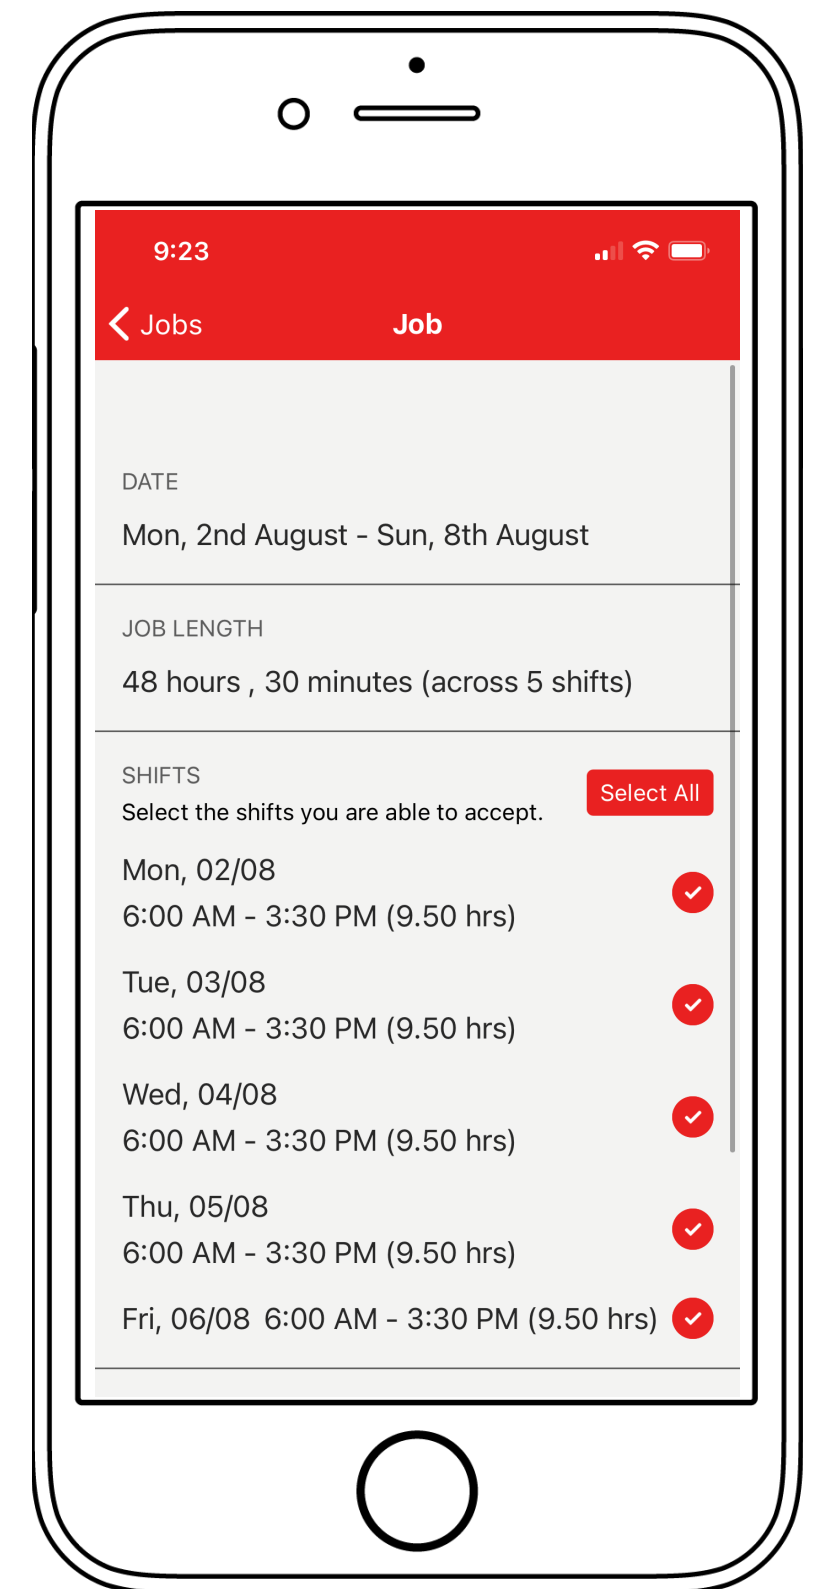 9:23
Jobs
Job
DATE
Mon, 2nd August - Sun, 8th August
JOB LENGTH
48 hours , 30 minutes (across 5 shifts)
SHIFTS
Select All
Select the shifts you are able to accept.
Mon, 02/08
6:00 AM - 3:30 PM (9.50 hrs)
Tue, 03/08
6:00 AM - 3:30 PM (9.50 hrs)
Wed, 04/08
6:00 AM - 3:30 PM (9.50 hrs)
Thu, 05/08
6:00 AM - 3:30 PM (9.50 hrs)
Fri, 06/08 6:00 AM - 3:30 PM (9.50 hrs)